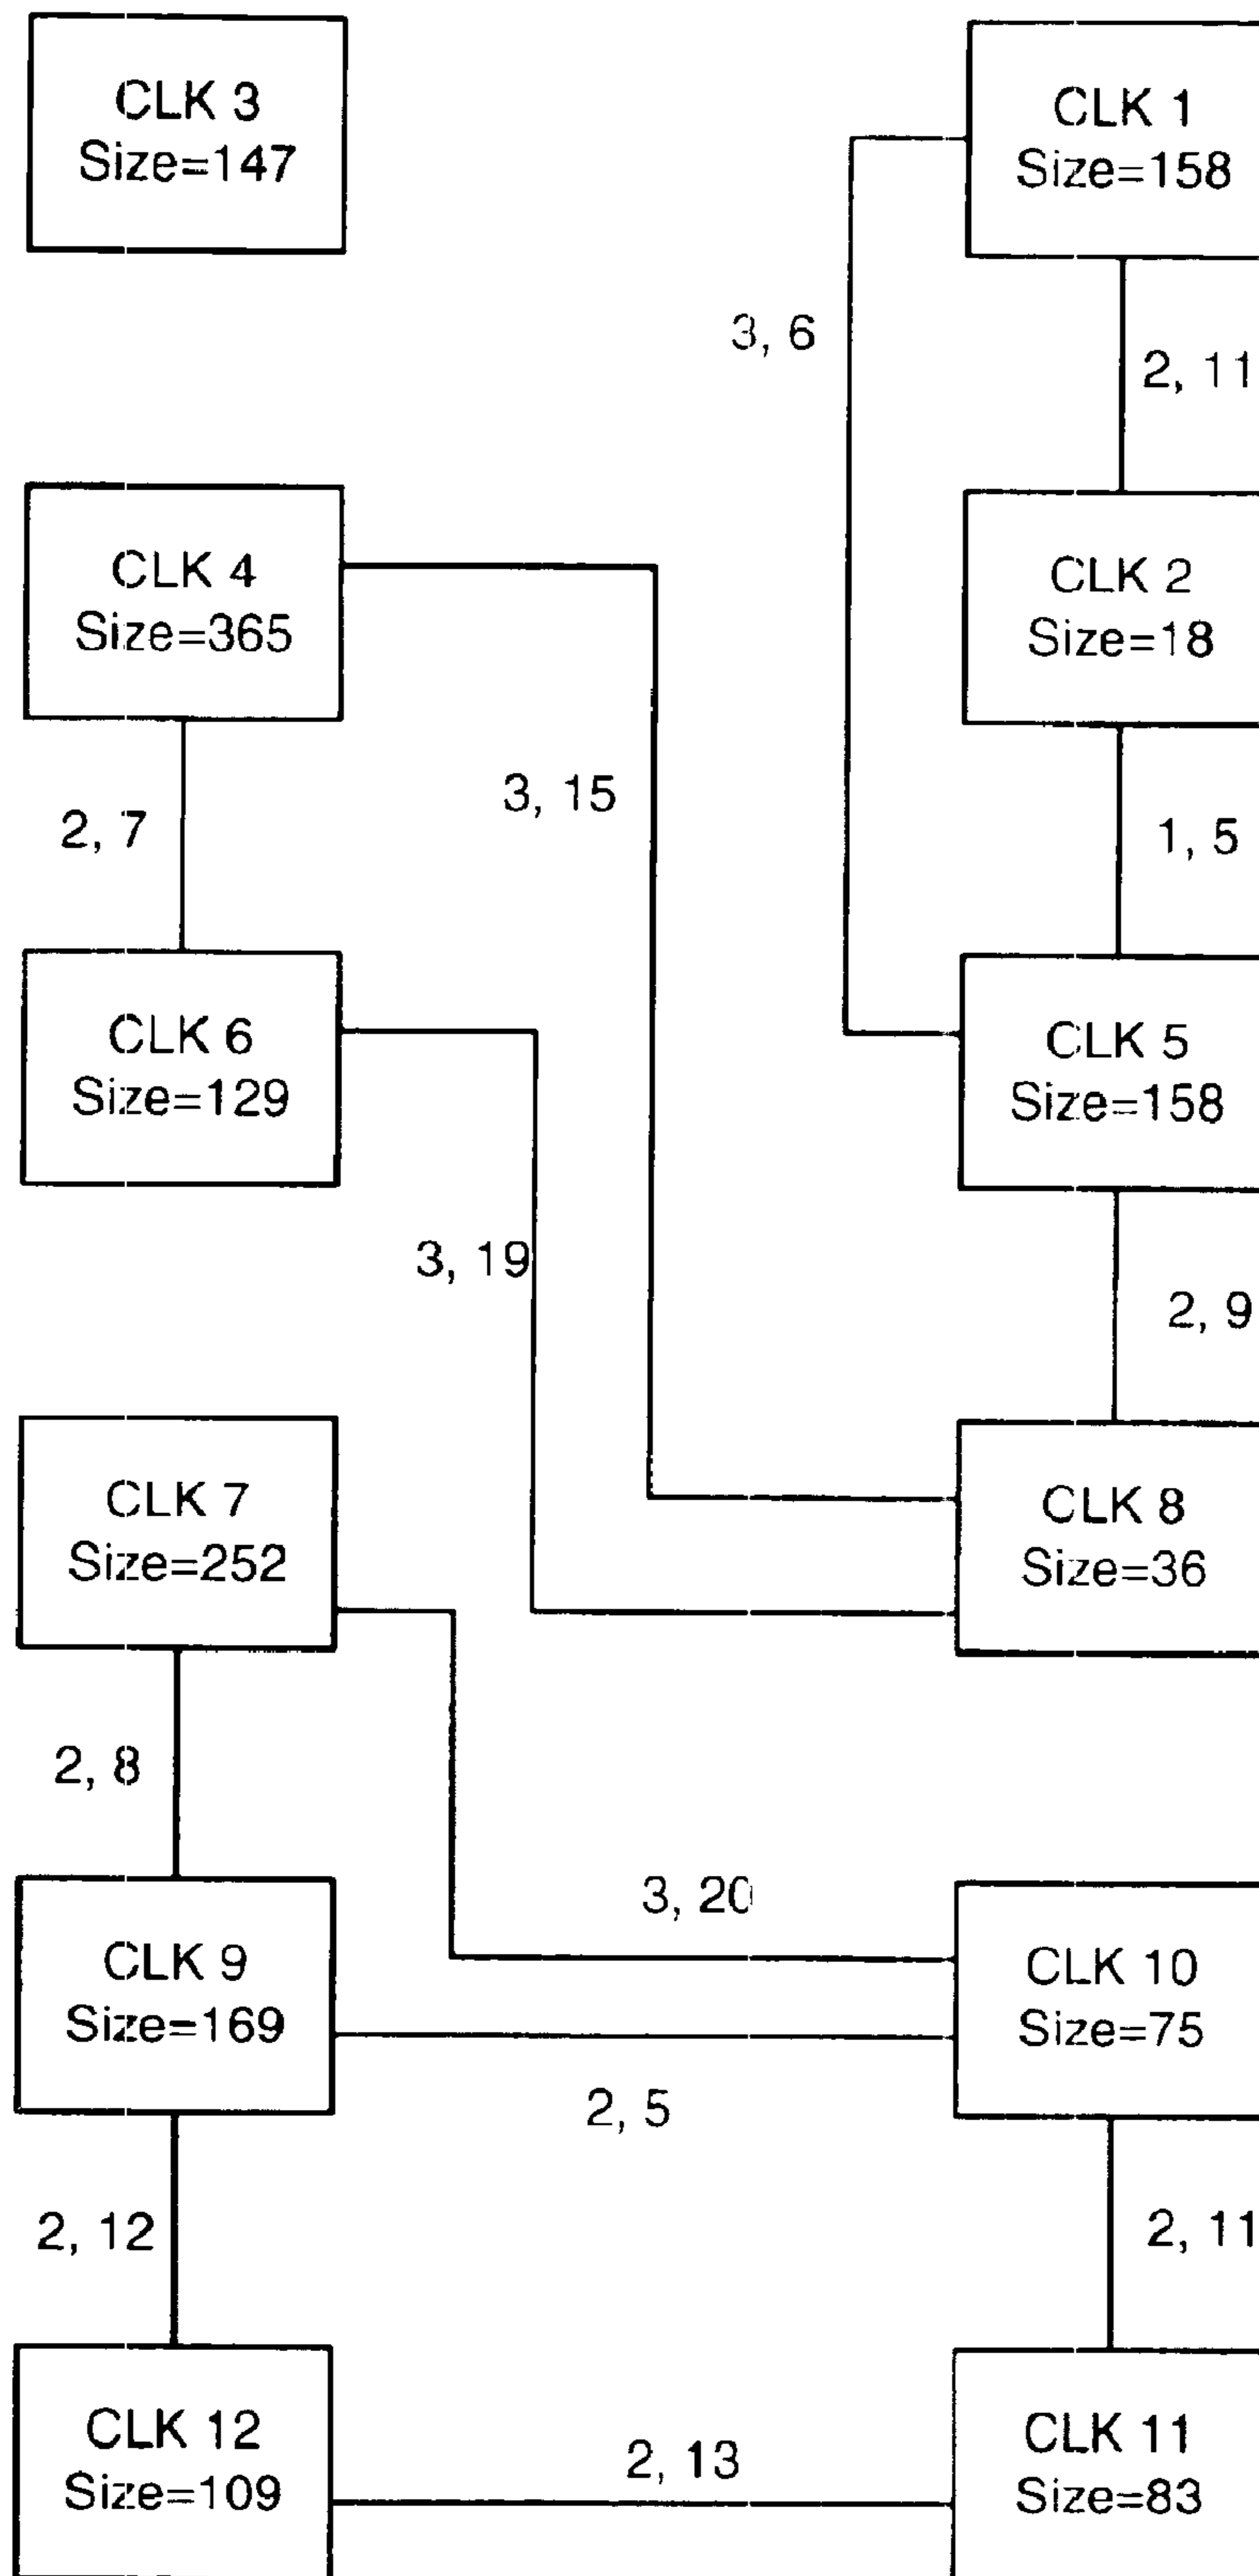 CLK 3
Size=147
CLK 1
Size=158
3, 6
2, 11
CLK 4
Size=365
CLK 2
Size=18
2, 7
3, 15
1, 5
CLK 6
Size=129
CLK 5
Size=158
3, 19
2, 9
CLK 7
Size=252
CLK 8
Size=36
2, 8
3, 20
CLK 9
Size=169
CLK 10
Size=75
2, 5
2, 12
2, 11
CLK 12
Size=109
2, 13
CLK 11
Size=83